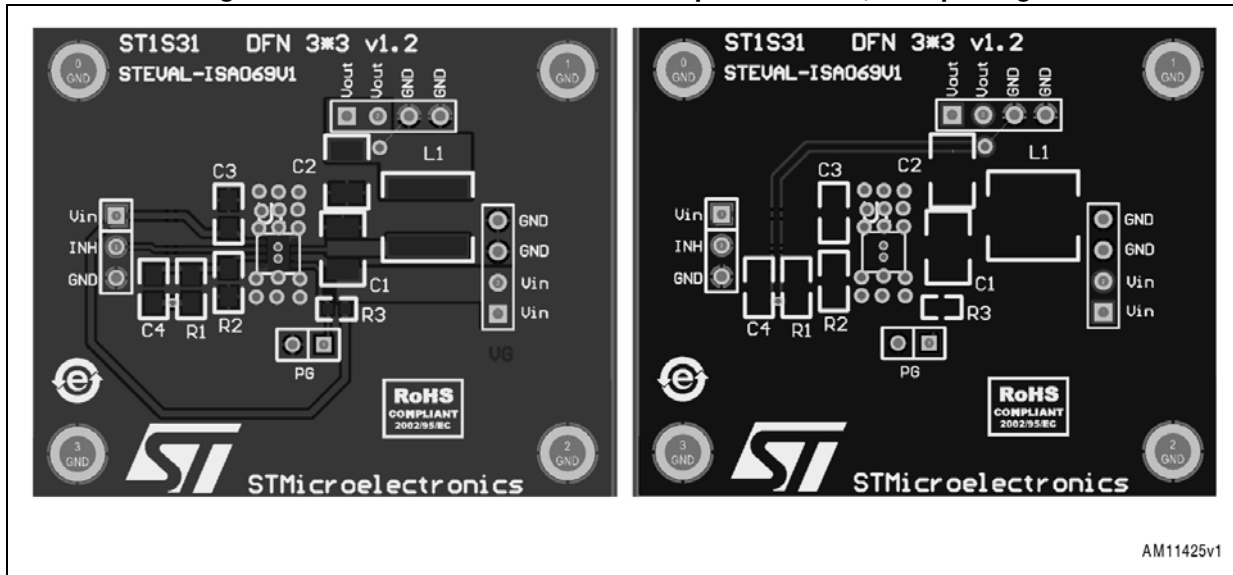 ST1S31 DFN 3*3 v1.2
STEVAL-ISA069V1
0
GND
1
GND
Vout
Vout
GND
GND
C3
C2
L1
Vin
INH
GND
GND
GND
Vin
Vin
C4
R1
R2
C1
R3
PG
VG
RoHS
COMPLIANT
2002/95/EC
e
3
GND
2
GND
ST
STMicroelectronics
ST1S31 DFN 3*3 v1.2
STEVAL-ISA069V1
0
GND
1
GND
Vout
Vout
GND
GND
C3
C2
L1
Vin
INH
GND
GND
GND
Vin
Vin
C4
R1
R2
C1
R3
PG
RoHS
COMPLIANT
2002/95/EC
e
3
GND
2
GND
ST
STMicroelectronics
AM11425v1